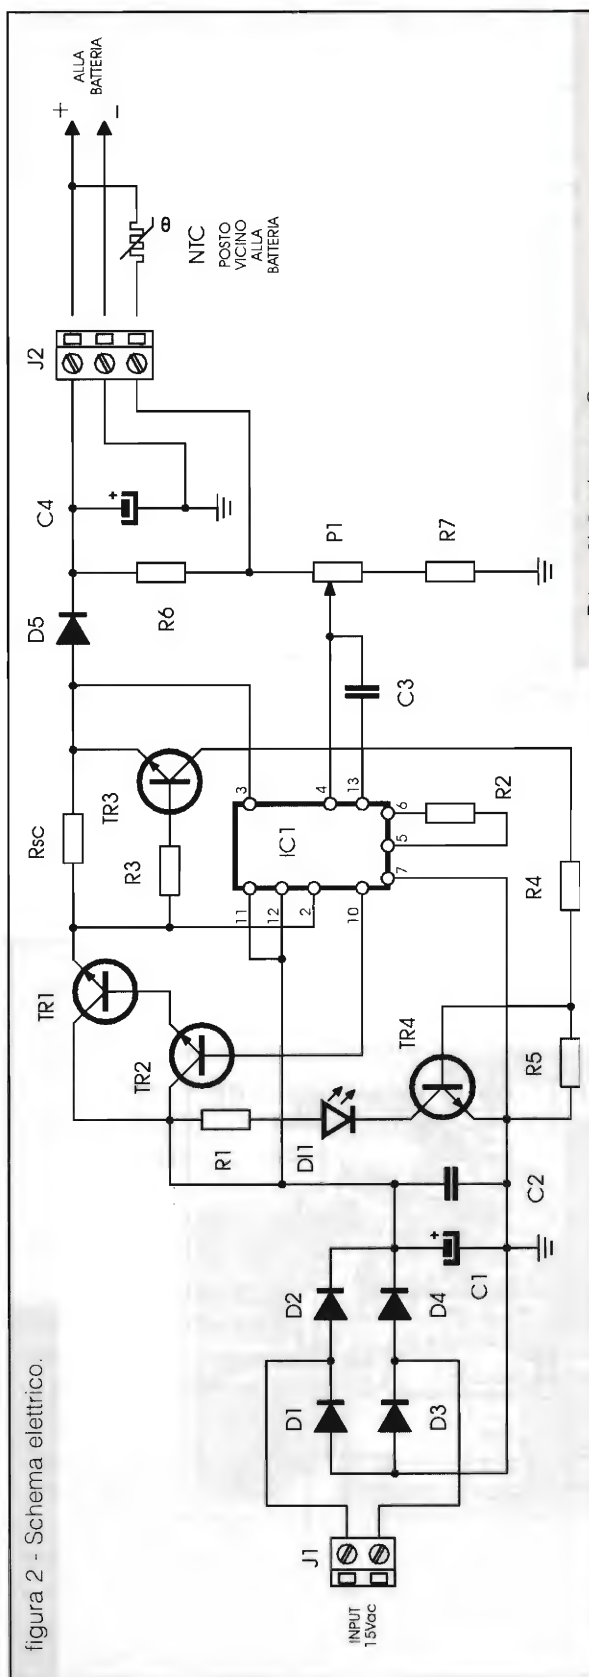 figura 2 - Schema elettrico.
INPUT
15Vac
J1
D1
D2
D3
D4
C1
C2
R1
DI1
TR1
TR2
TR4
R5
R4
Rsc
R3
TR3
11
12
2
10
IC1
3
4
13
6
5
7
R2
C3
D5
R6
P1
R7
C4
J2
+
ALLA
BATTERIA
-
θ
NTC
POSTO
VICINO
ALLA
BATTERIA
+
+